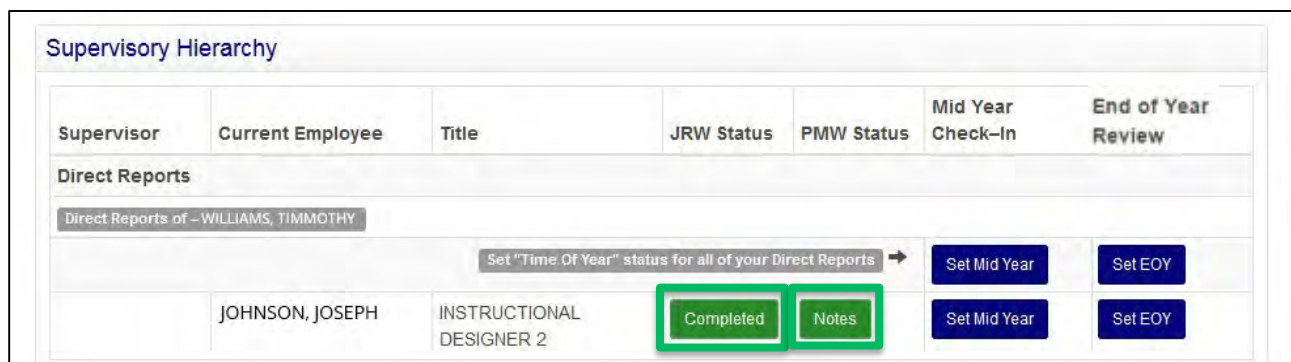 Supervisory Hierarchy
Supervisor Current Employee Title JRW Status PMW Status Mid Year Check–In End of Year Review
Direct Reports
Direct Reports of – WILLIAMS, TIMMOTHY
Set "Time Of Year" status for all of your Direct Reports ➔ Set Mid Year Set EOY
JOHNSON, JOSEPH INSTRUCTIONAL DESIGNER 2 Completed Notes Set Mid Year Set EOY